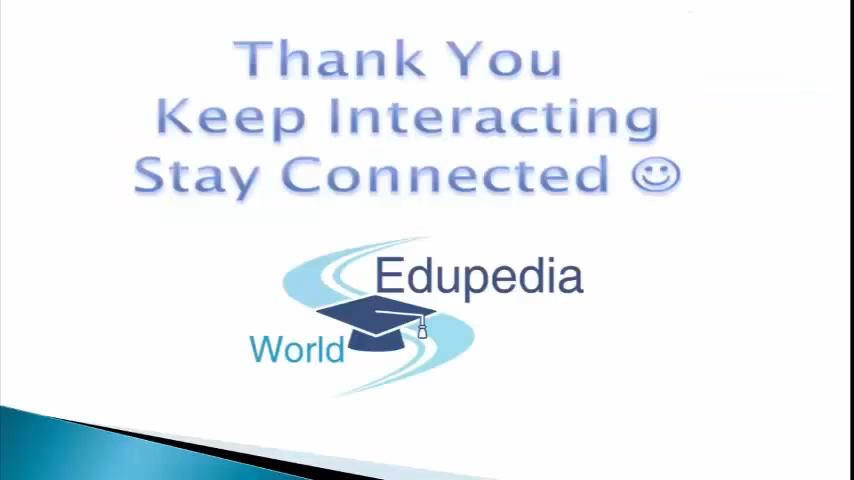 Thank You
Keep Interacting
Stay Connected ☺
Edupedia
World